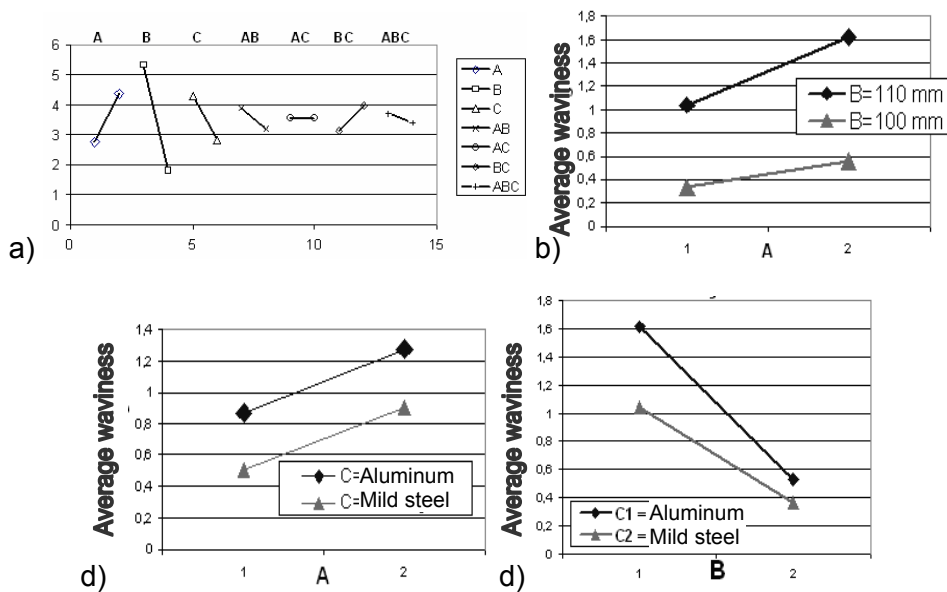 A B C AB AC BC ABC
6
5
4
3
2
1
0
0 5 10 15
A
B
C
AB
AC
BC
ABC
a)
Average waviness
1,8
1,6
1,4
1,2
1
0,8
0,6
0,4
0,2
0
1 A 2
B=110 mm
B=100 mm
b)
Average waviness
1,4
1,2
1
0,8
0,6
0,4
0,2
0
1 A 2
C=Aluminum
C=Mild steel
d)
Average waviness
1,8
1,6
1,4
1,2
1
0,8
0,6
0,4
0,2
0
1 B 2
C1 = Aluminum
C2 = Mild steel
d)